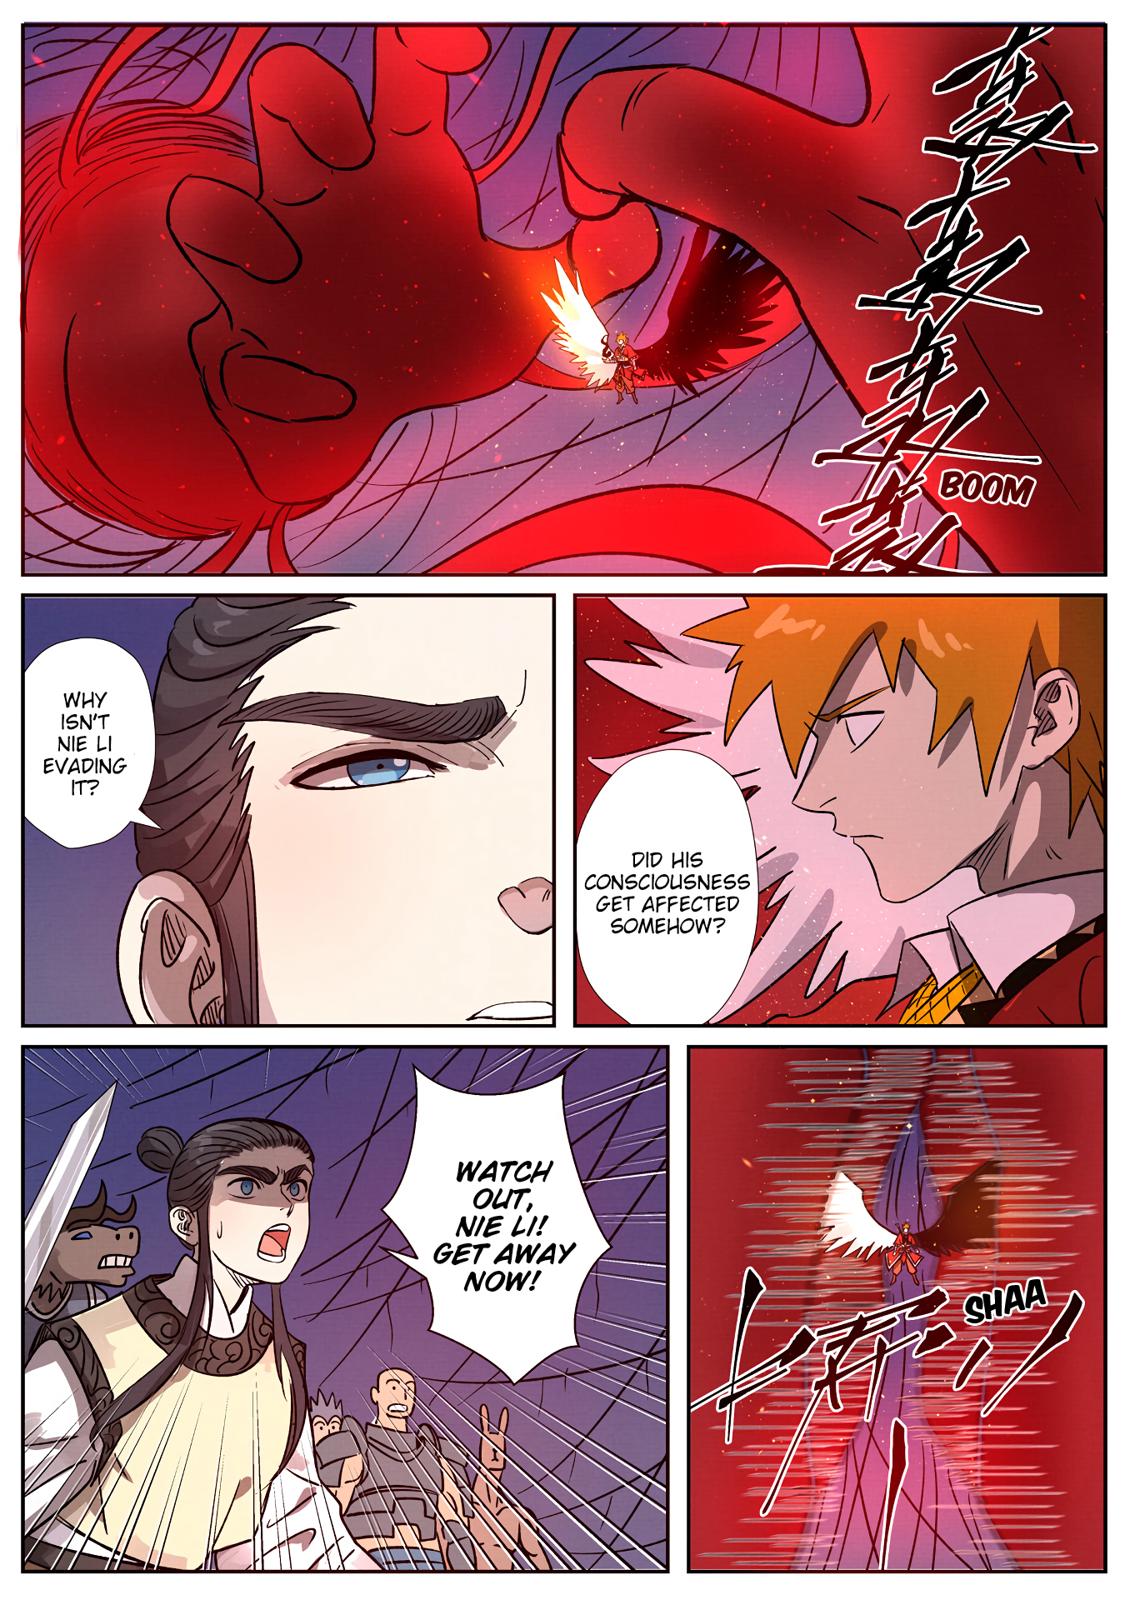 BOOM
WHY
ISN'T
NIE LI
EVADING
IT?
DID HIS
CONSCIOUSNESS
GET AFFECTED
SOMEHOW?
WATCH
OUT,
NIE LI!
GET AWAY
NOW!
SHAA